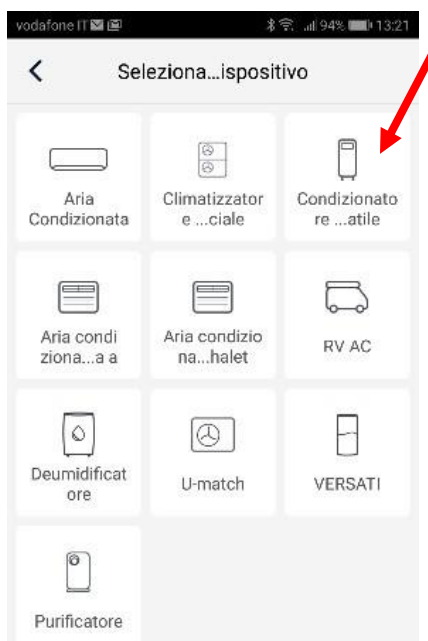 vodafone IT 94% 13:21
Seleziona...ispositivo
Aria
Condizionata
Climatizzator
e ...ciale
Condizionato
re ...atile
Aria condi
ziona...a a
Aria condizio
na...halet
RV AC
Deumidificat
ore
U-match
VERSATI
Purificatore